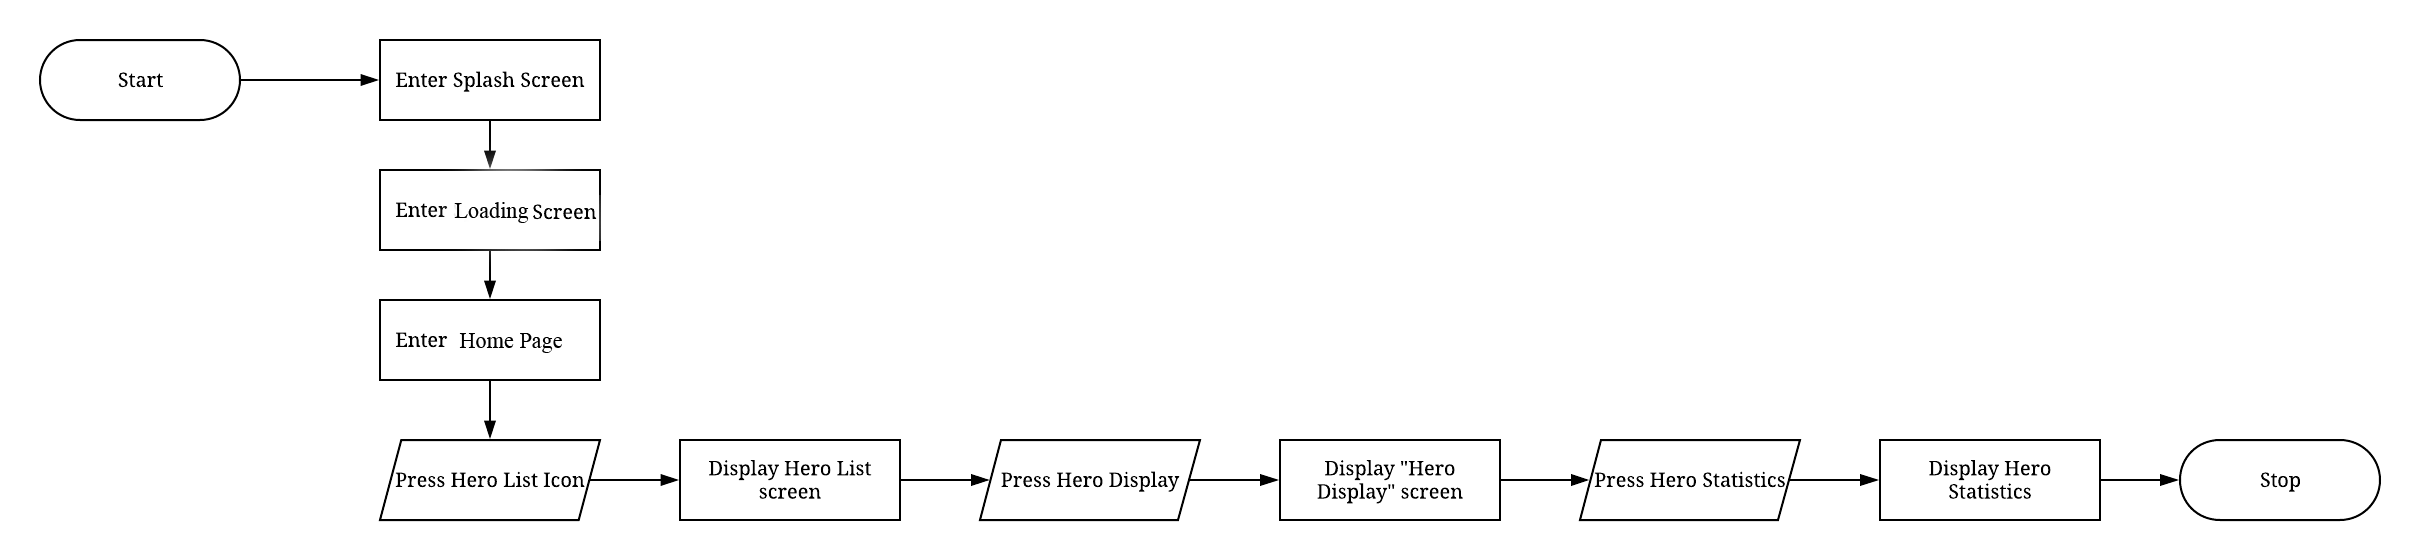 Start
Enter Splash Screen
Enter Loading Screen
Enter Home Page
Press Hero List Icon
Display Hero List
screen
Press Hero Display
Display "Hero
Display" screen
Press Hero Statistics
Display Hero
Statistics
Stop